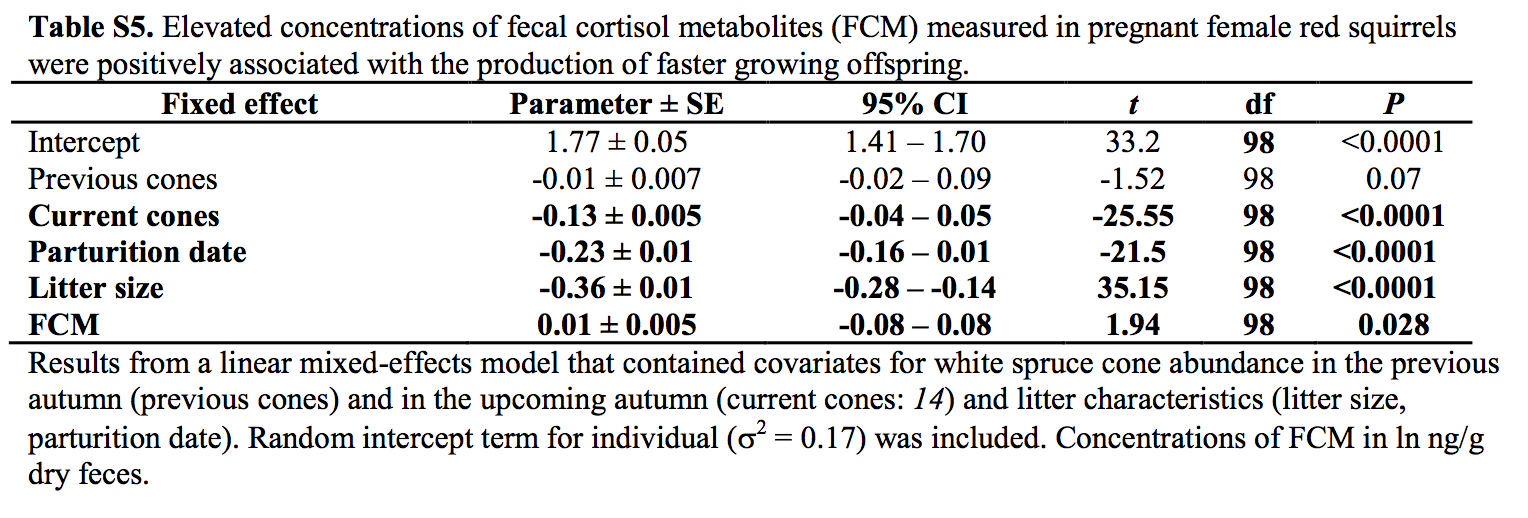 Table S5. Elevated concentrations of fecal cortisol metabolites (FCM) measured in pregnant female red squirrels
were positively associated with the production of faster growing offspring.
Fixed effect Parameter ± SE 95% CI t df P
Intercept 1.77 ± 0.05 1.41 – 1.70 33.2 98 <0.0001
Previous cones -0.01 ± 0.007 -0.02 – 0.09 -1.52 98 0.07
Current cones -0.13 ± 0.005 -0.04 – 0.05 -25.55 98 <0.0001
Parturition date -0.23 ± 0.01 -0.16 – 0.01 -21.5 98 <0.0001
Litter size -0.36 ± 0.01 -0.28 – -0.14 35.15 98 <0.0001
FCM 0.01 ± 0.005 -0.08 – 0.08 1.94 98 0.028
Results from a linear mixed-effects model that contained covariates for white spruce cone abundance in the previous
autumn (previous cones) and in the upcoming autumn (current cones: 14) and litter characteristics (litter size,
parturition date). Random intercept term for individual (σ² = 0.17) was included. Concentrations of FCM in ln ng/g
dry feces.